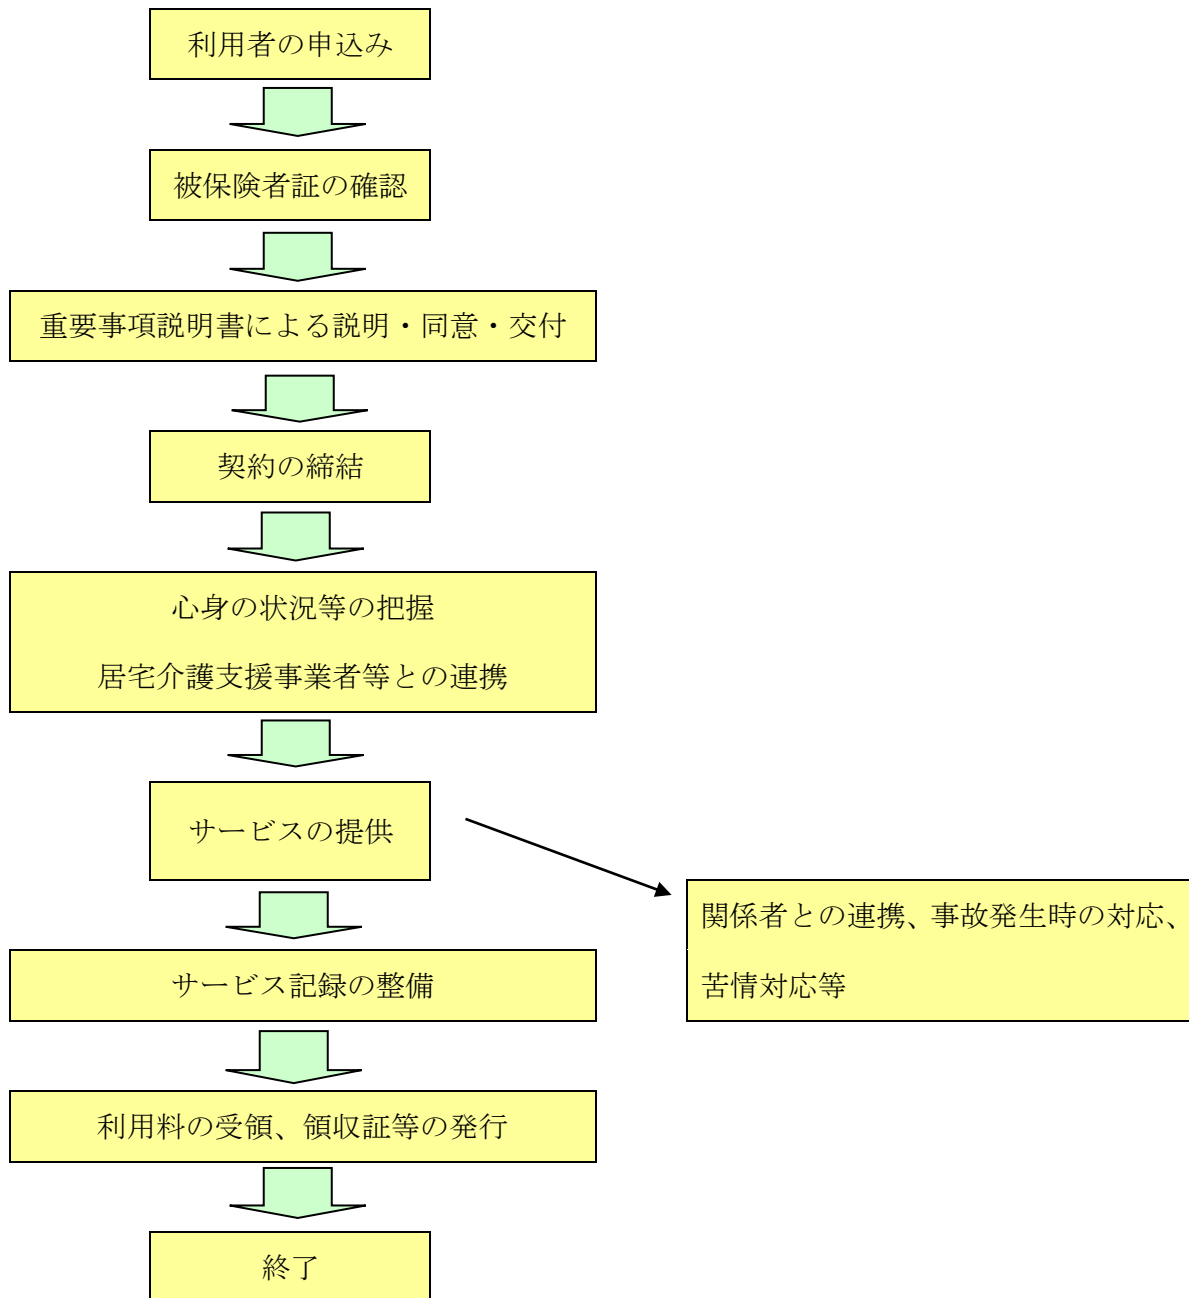 利用者の申込み
被保険者証の確認
重要事項説明書による説明・同意・交付
契約の締結
心身の状況等の把握
居宅介護支援事業者等との連携
サービスの提供
関係者との連携、事故発生時の対応、
苦情対応等
サービス記録の整備
利用料の受領、領収証等の発行
終了